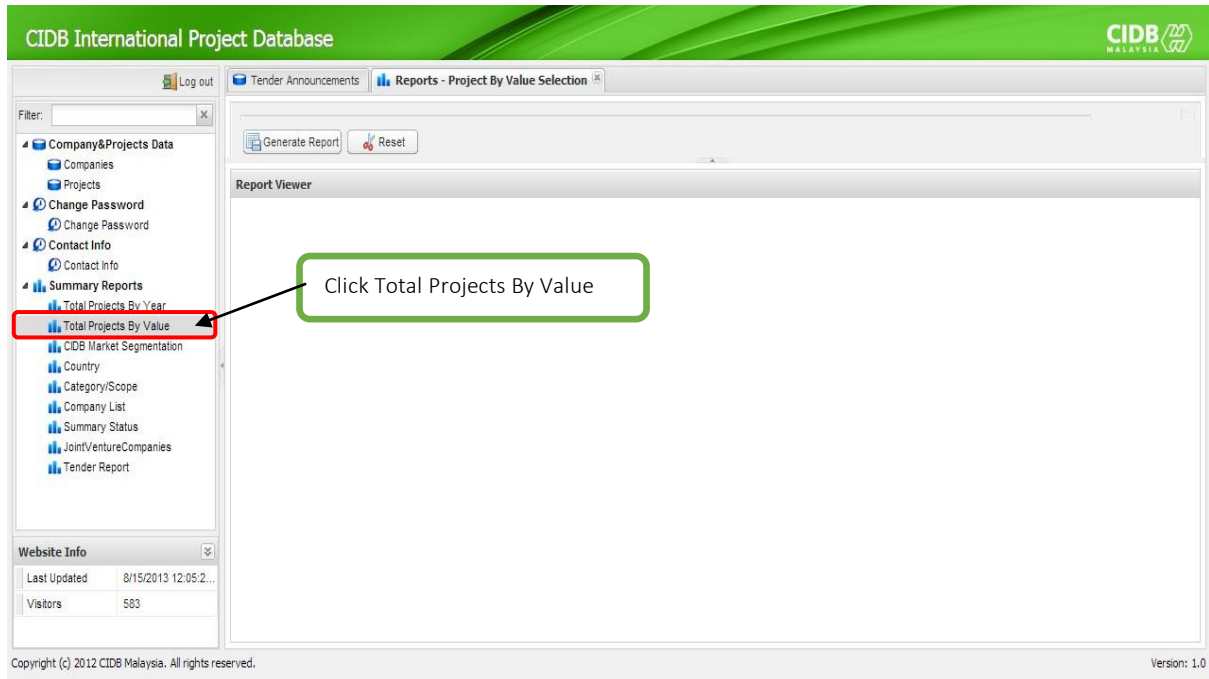 CIDB International Project Database
CIDB
MALAYSIA
Log out
Tender Announcements
Reports - Project By Value Selection
Filter:
Generate Report
Reset
Company&Projects Data
Companies
Projects
Change Password
Change Password
Contact Info
Contact Info
Summary Reports
Total Projects By Year
Total Projects By Value
CIDB Market Segmentation
Country
Category/Scope
Company List
Summary Status
JointVentureCompanies
Tender Report
Report Viewer
Click Total Projects By Value
Website Info
Last Updated 8/15/2013 12:05:2...
Visitors 583
Copyright (c) 2012 CIDB Malaysia. All rights reserved.
Version: 1.0